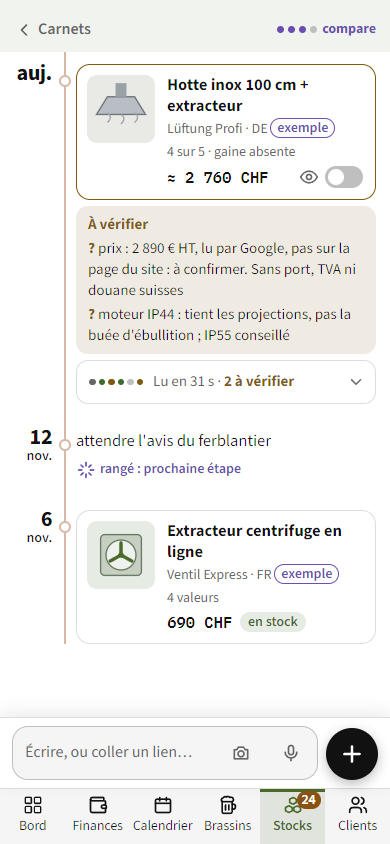 Carnets
compare
auj.
Hotte inox 100 cm +
extracteur
Lüftung Profi · DE exemple
4 sur 5 · gaine absente
≈ 2 760 CHF
À vérifier
? prix : 2 890 € HT, lu par Google, pas sur la
page du site : à confirmer. Sans port, TVA ni
douane suisses
? moteur IP44 : tient les projections, pas la
buée d'ébullition ; IP55 conseillé
Lu en 31 s · 2 à vérifier
12
nov.
attendre l'avis du ferblantier
rangé : prochaine étape
6
nov.
Extracteur centrifuge en
ligne
Ventil Express · FR exemple
4 valeurs
690 CHF en stock
Écrire, ou coller un lien…
24
Bord Finances Calendrier Brassins Stocks Clients